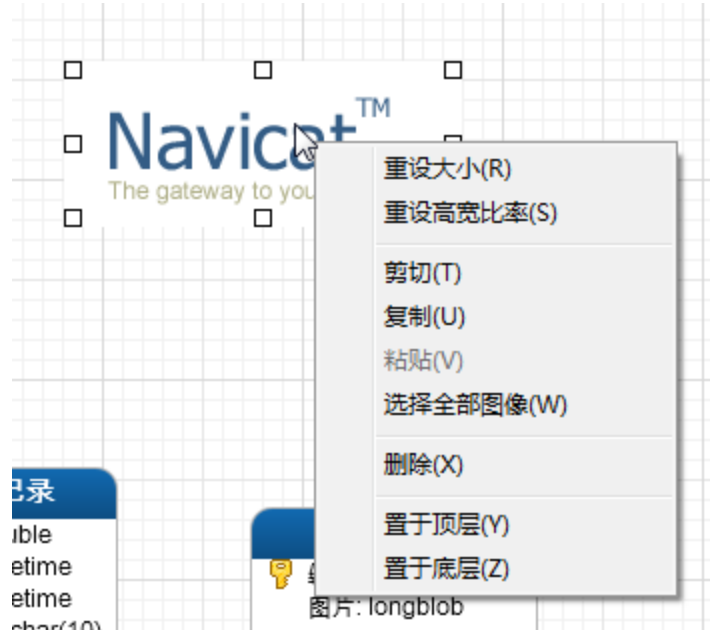 Navicat™
The gateway to you
重设大小(R)
重设高宽比率(S)
剪切(T)
复制(U)
粘贴(V)
选择全部图像(W)
删除(X)
置于顶层(Y)
置于底层(Z)
录
etime
etime
char(10)
图片: longblob